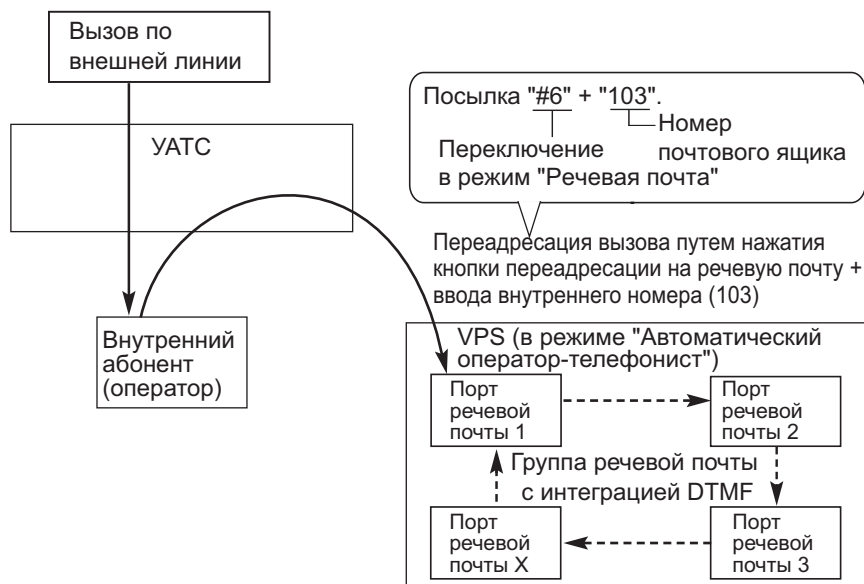 Вызов по
внешней линии
УАТС
Посылка "#6" + "103".
Номер
почтового ящика
Переключение
в режим "Речевая почта"
Переадресация вызова путем нажатия
кнопки переадресации на речевую почту +
ввода внутреннего номера (103)
Внутренний
абонент
(оператор)
VPS (в режиме "Автоматический
оператор-телефонист")
Порт
речевой
почты 1
Порт
речевой
почты 2
Группа речевой почты
с интеграцией DTMF
Порт
речевой
почты X
Порт
речевой
почты 3